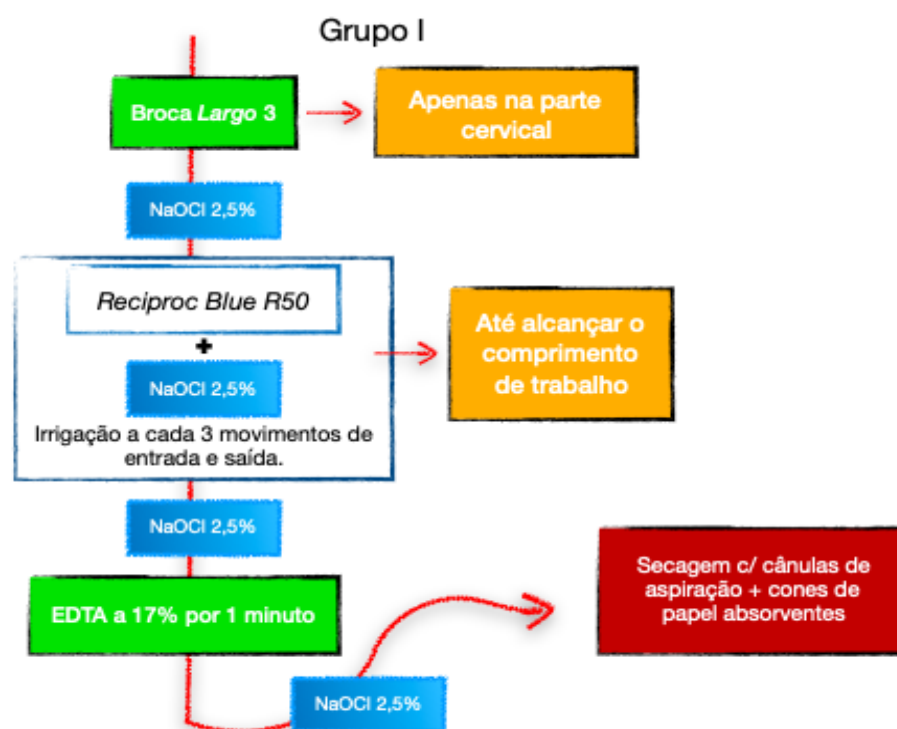 Grupo I
Broca Largo 3
Apenas na parte
cervical
NaOCl 2,5%
Reciproc Blue R50
+
NaOCl 2,5%
Irrigação a cada 3 movimentos de
entrada e saída.
Até alcançar o
comprimento
de trabalho
NaOCl 2,5%
EDTA a 17% por 1 minuto
NaOCl 2,5%
Secagem c/ cânulas de
aspiração + cones de
papel absorventes